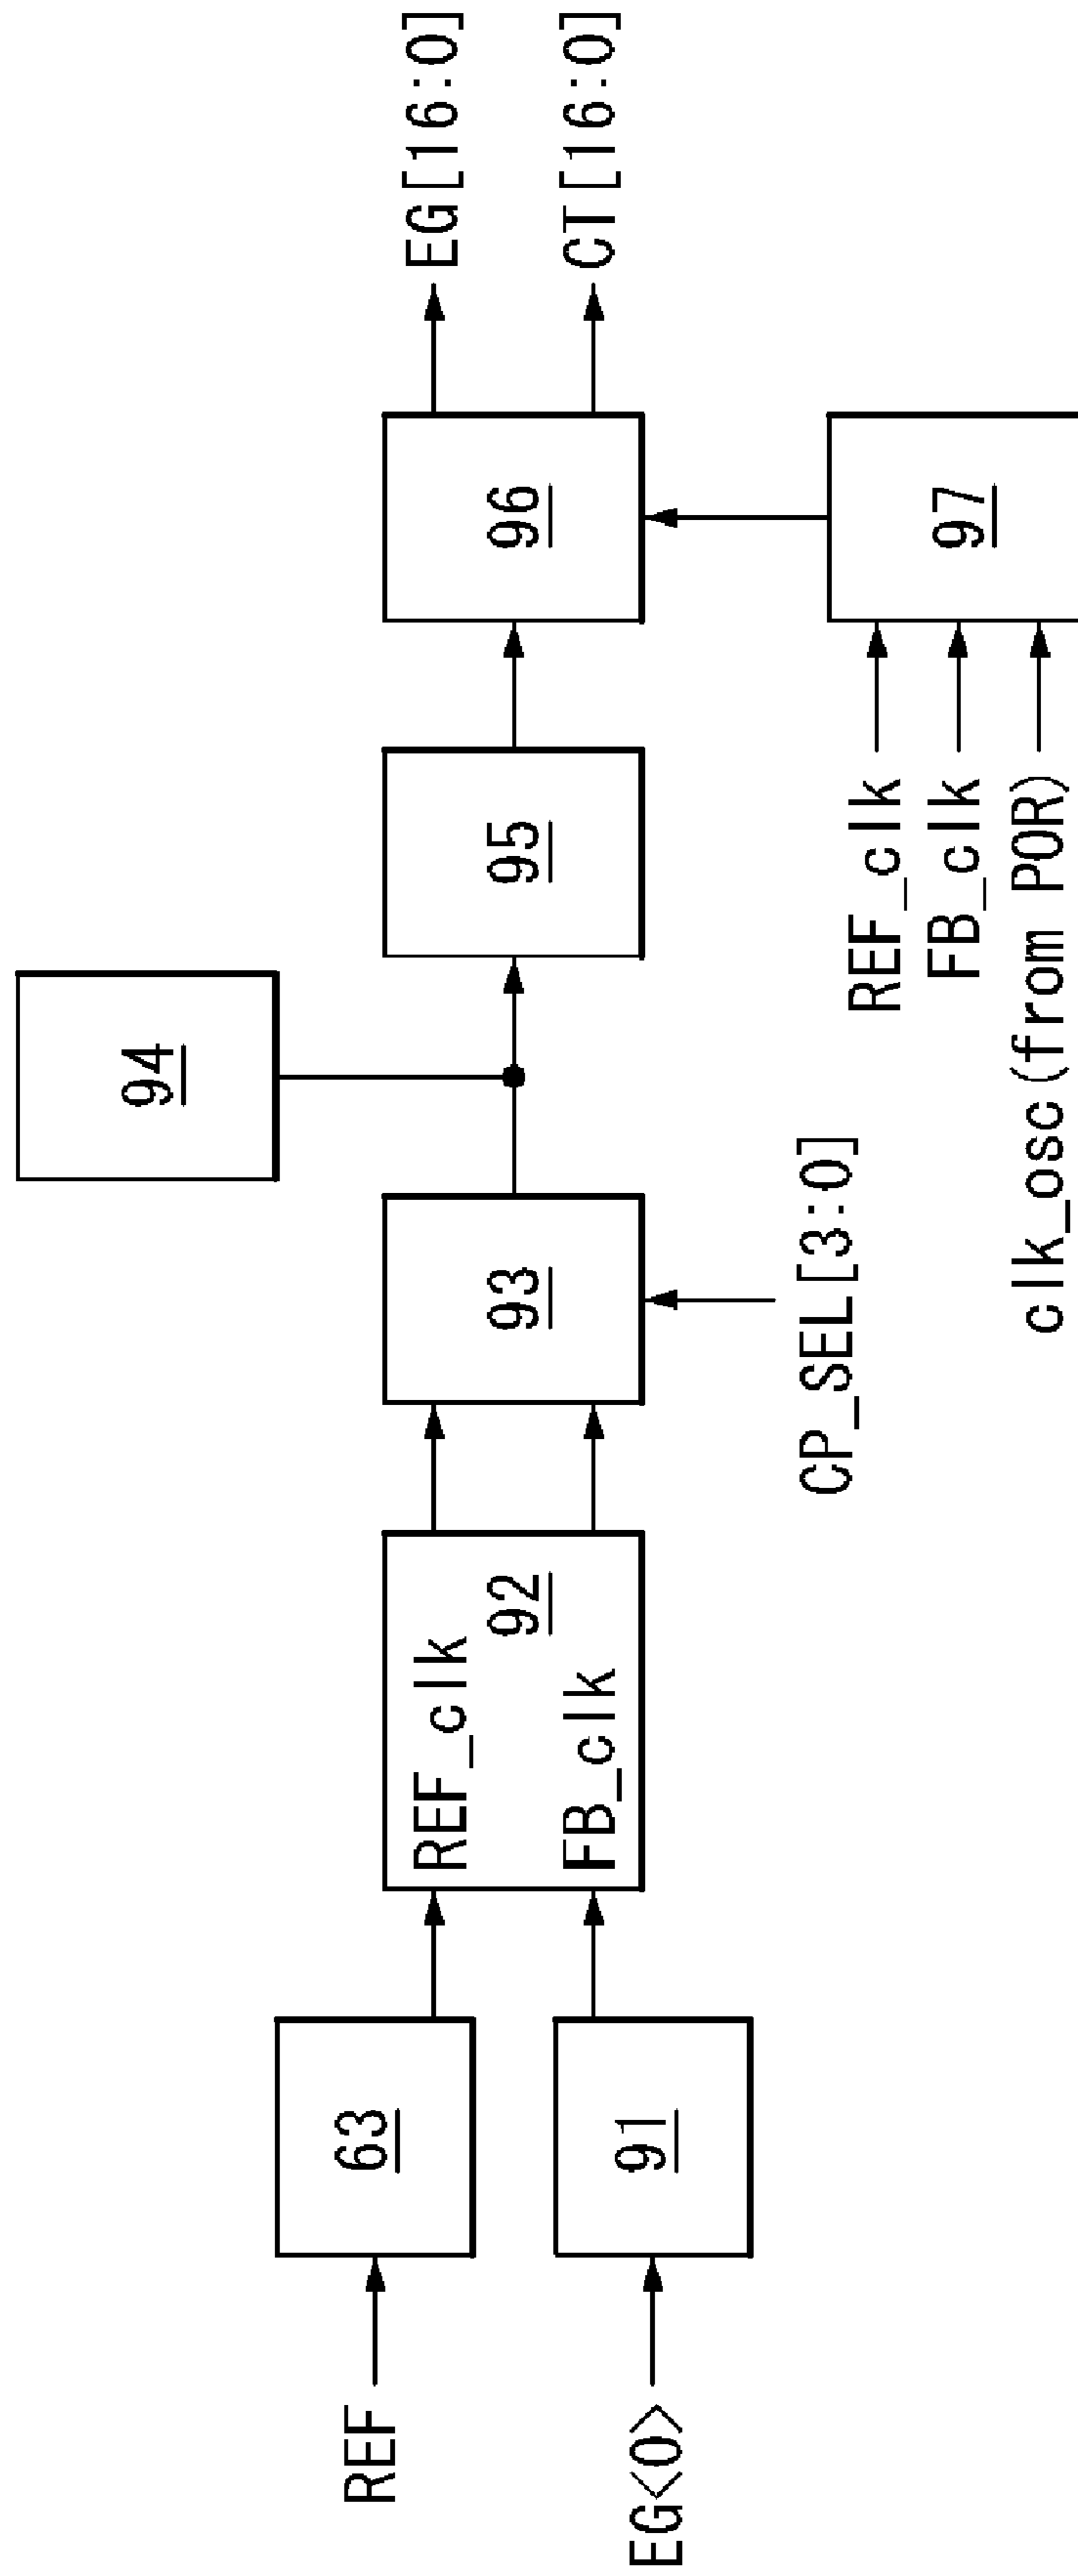 REF
EG<0>
63
91
REF_clk
FB_clk
92
93
CP_SEL[3:0]
94
95
96
EG[16:0]
CT[16:0]
REF_clk
FB_clk
clk_osc(from POR)
97